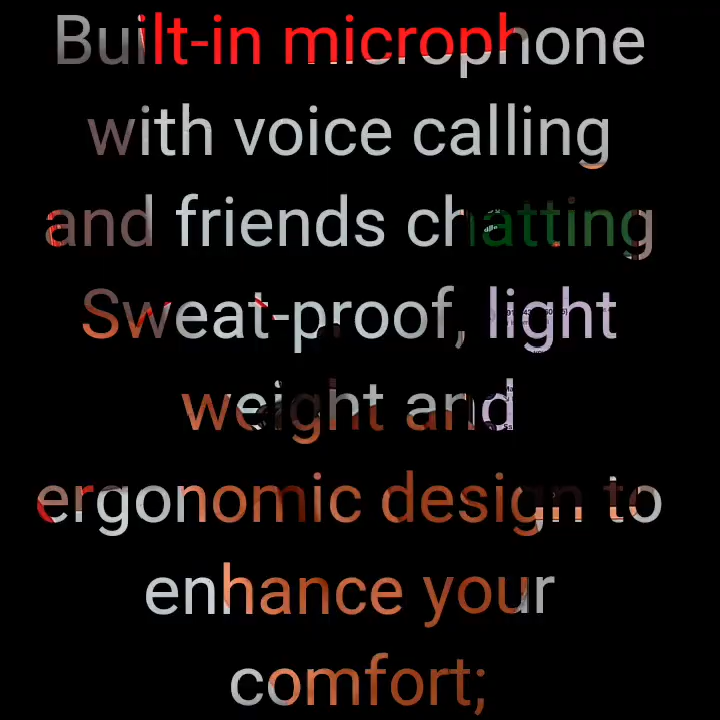 Built-in microphone
with voice calling
and friends chatting
Sweat-proof, light
weight and
ergonomic design to
enhance your
comfort;